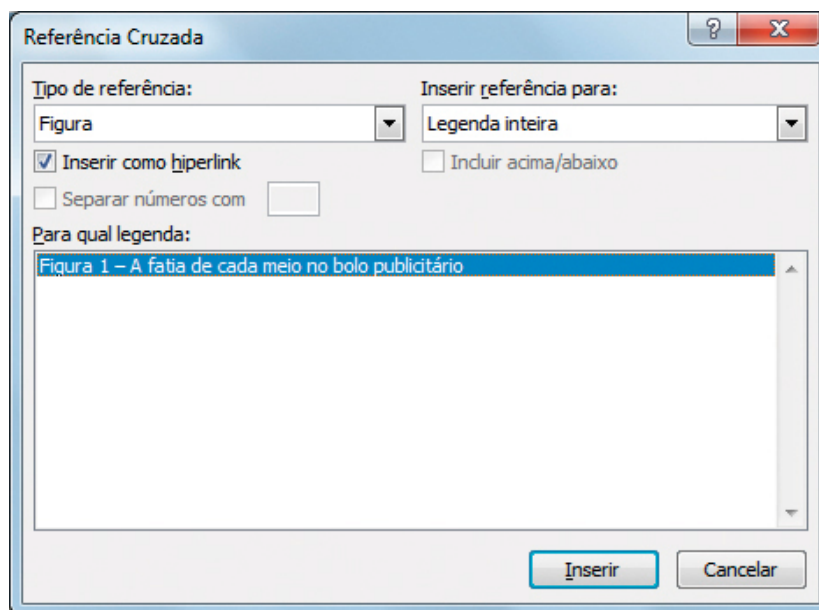 Referência Cruzada
Tipo de referência:
Inserir referência para:
Figura
Legenda inteira
Inserir como hiperlink
Incluir acima/abaixo
Separar números com
Para qual legenda:
Figura 1 – A fatia de cada meio no bolo publicitário
Inserir
Cancelar